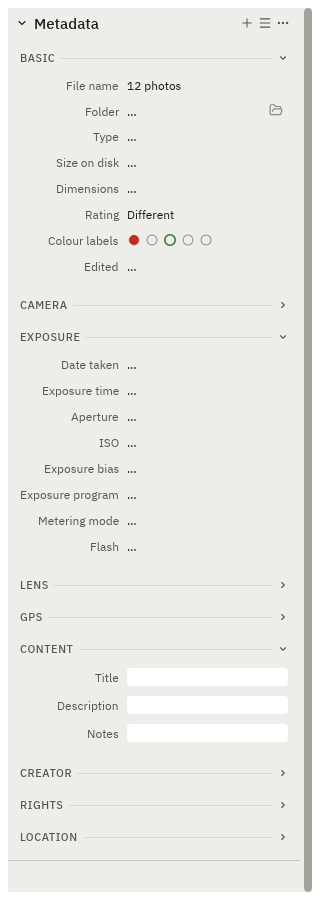 Metadata
BASIC
File name 12 photos
Folder ...
Type ...
Size on disk ...
Dimensions ...
Rating Different
Colour labels
Edited ...
CAMERA
EXPOSURE
Date taken ...
Exposure time ...
Aperture ...
ISO ...
Exposure bias ...
Exposure program ...
Metering mode ...
Flash ...
LENS
GPS
CONTENT
Title
Description
Notes
CREATOR
RIGHTS
LOCATION